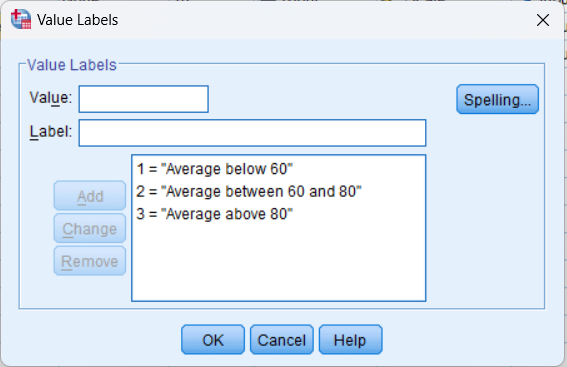 Value Labels
Value Labels
Value:
Spelling...
Label:
1 = "Average below 60"
2 = "Average between 60 and 80"
3 = "Average above 80"
Add
Change
Remove
OK Cancel Help